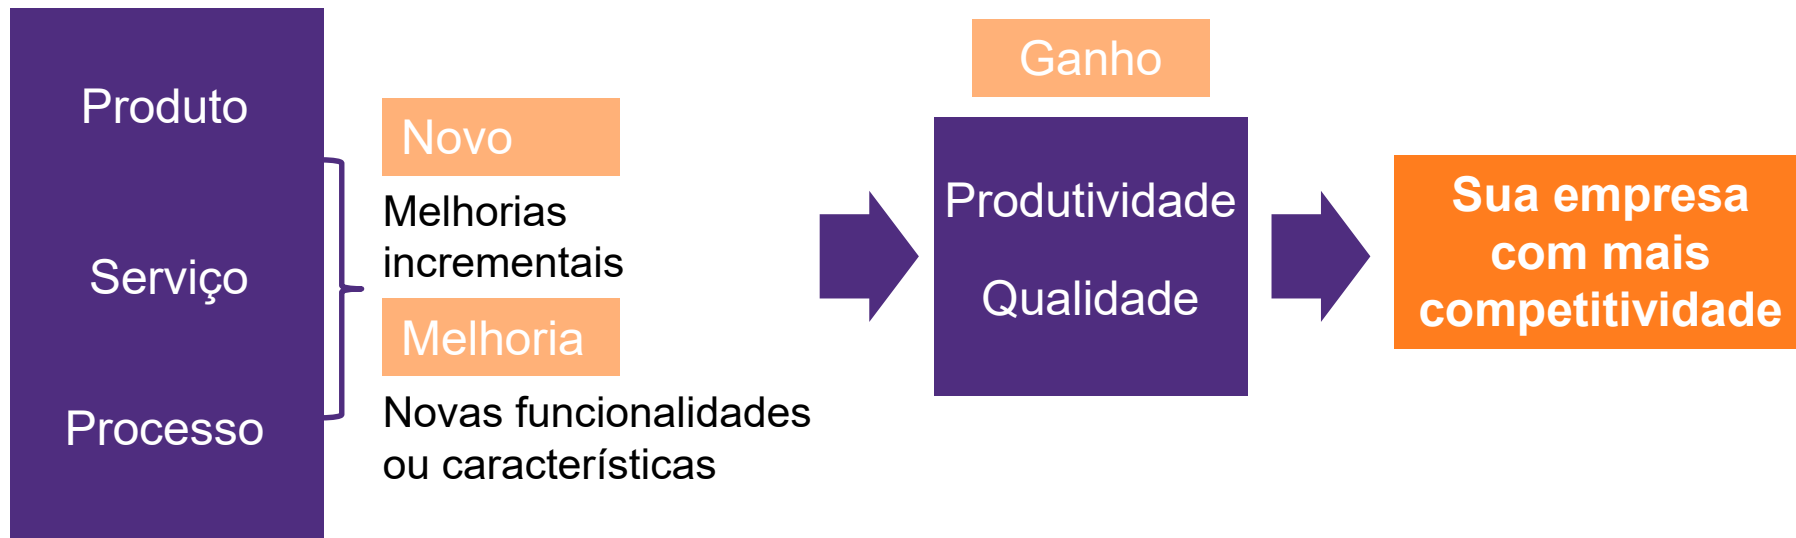 Produto
Serviço
Processo
Novo
Melhorias
incrementais
Melhoria
Novas funcionalidades
ou características
Ganho
Produtividade
Qualidade
Sua empresa
com mais
competitividade